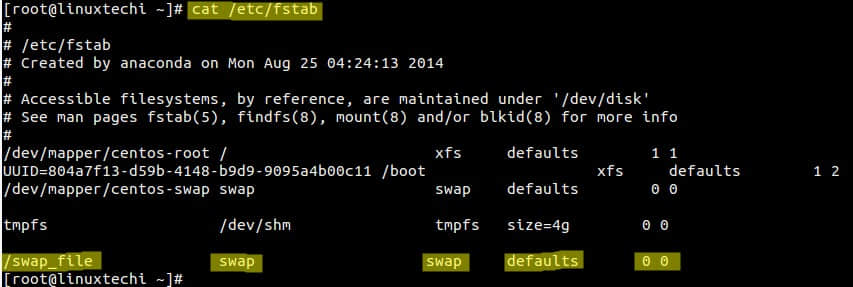 [root@linuxtechi ~]# cat /etc/fstab
#
# /etc/fstab
# Created by anaconda on Mon Aug 25 04:24:13 2014
#
# Accessible filesystems, by reference, are maintained under '/dev/disk'
# See man pages fstab(5), findfs(8), mount(8) and/or blkid(8) for more info
#
/dev/mapper/centos-root / xfs defaults 1 1
UUID=804a7f13-d59b-4148-b9d9-9095a4b00c11 /boot xfs defaults 1 2
/dev/mapper/centos-swap swap swap defaults 0 0
tmpfs /dev/shm tmpfs size=4g 0 0
/swap_file swap swap defaults 0 0
[root@linuxtechi ~]#